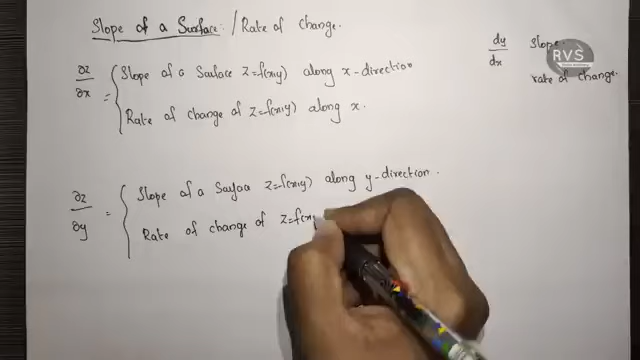 Slope of a Surface: / Rate of change.
dy/dx Slope.
rate of change.
RVS
∂z/∂x = { Slope of a Surface Z=f(x,y) along x-direction
Rate of change of Z=f(x,y) along x.
∂z/∂y = { Slope of a Surface Z=f(x,y) along y-direction.
Rate of change of Z=f(x,y